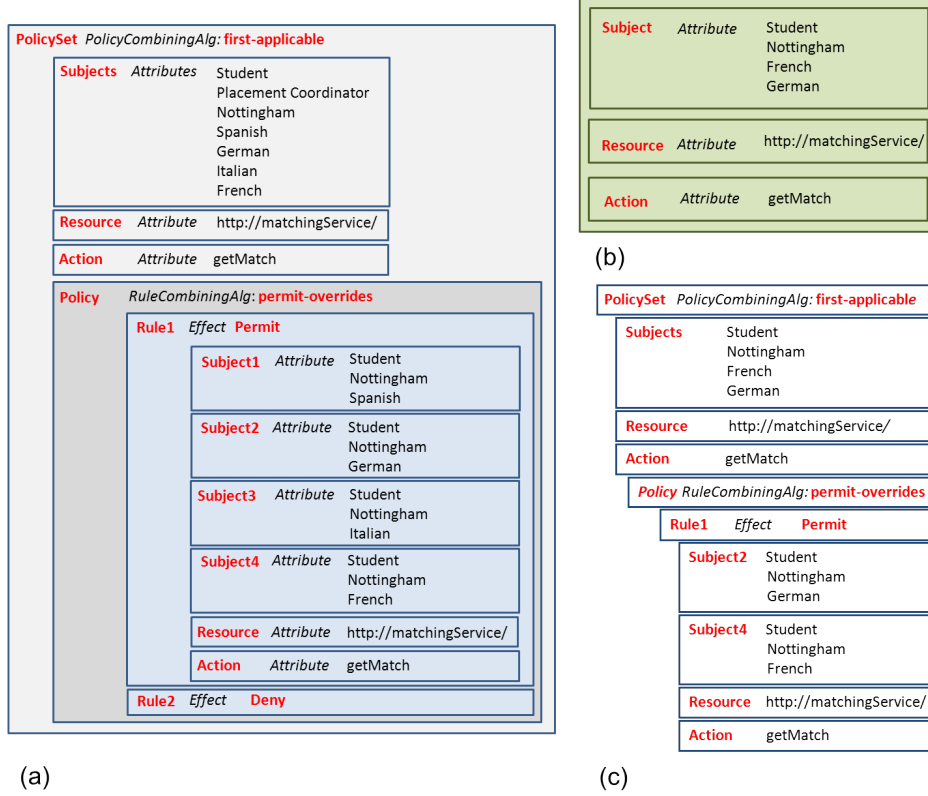 PolicySet PolicyCombiningAlg: first-applicable
Subjects Attributes Student
Placement Coordinator
Nottingham
Spanish
German
Italian
French
Resource Attribute http://matchingService/
Action Attribute getMatch
Policy RuleCombiningAlg: permit-overrides
Rule1 Effect Permit
Subject1 Attribute Student
Nottingham
Spanish
Subject2 Attribute Student
Nottingham
German
Subject3 Attribute Student
Nottingham
Italian
Subject4 Attribute Student
Nottingham
French
Resource Attribute http://matchingService/
Action Attribute getMatch
Rule2 Effect Deny
(a)
Subject Attribute Student
Nottingham
French
German
Resource Attribute http://matchingService/
Action Attribute getMatch
(b)
PolicySet PolicyCombiningAlg: first-applicable
Subjects Student
Nottingham
French
German
Resource http://matchingService/
Action getMatch
Policy RuleCombiningAlg: permit-overrides
Rule1 Effect Permit
Subject2 Student
Nottingham
German
Subject4 Student
Nottingham
French
Resource http://matchingService/
Action getMatch
(c)